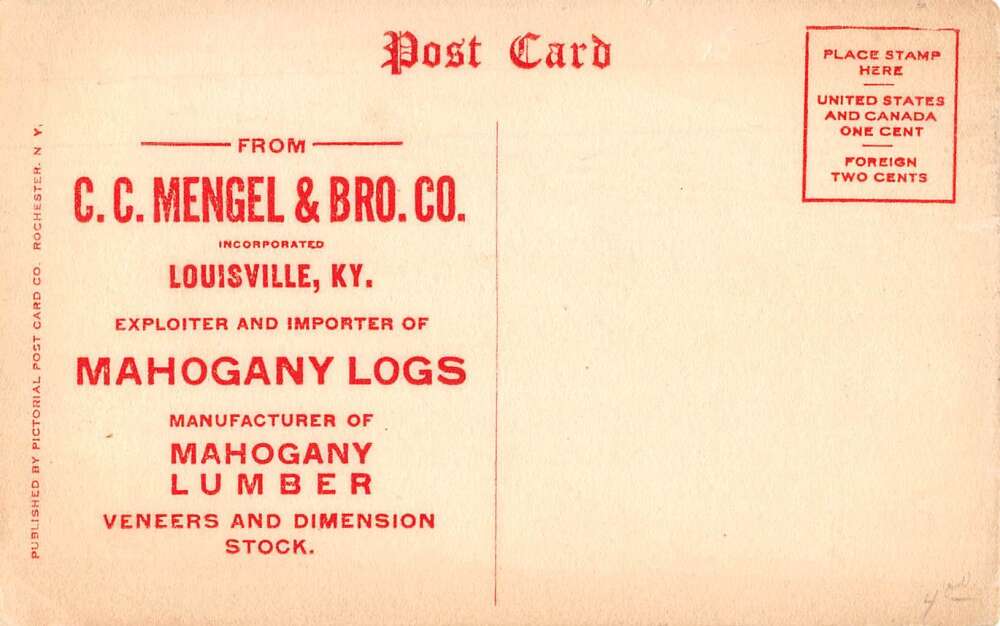 Post Card
PLACE STAMP
HERE
UNITED STATES
AND CANADA
ONE CENT
FOREIGN
TWO CENTS
FROM
C. C. MENGEL & BRO. CO.
INCORPORATED
LOUISVILLE, KY.
EXPLOITER AND IMPORTER OF
MAHOGANY LOGS
MANUFACTURER OF
MAHOGANY
LUMBER
VENEERS AND DIMENSION
STOCK.
PUBLISHED BY PICTORIAL POST CARD CO. ROCHESTER. N Y.